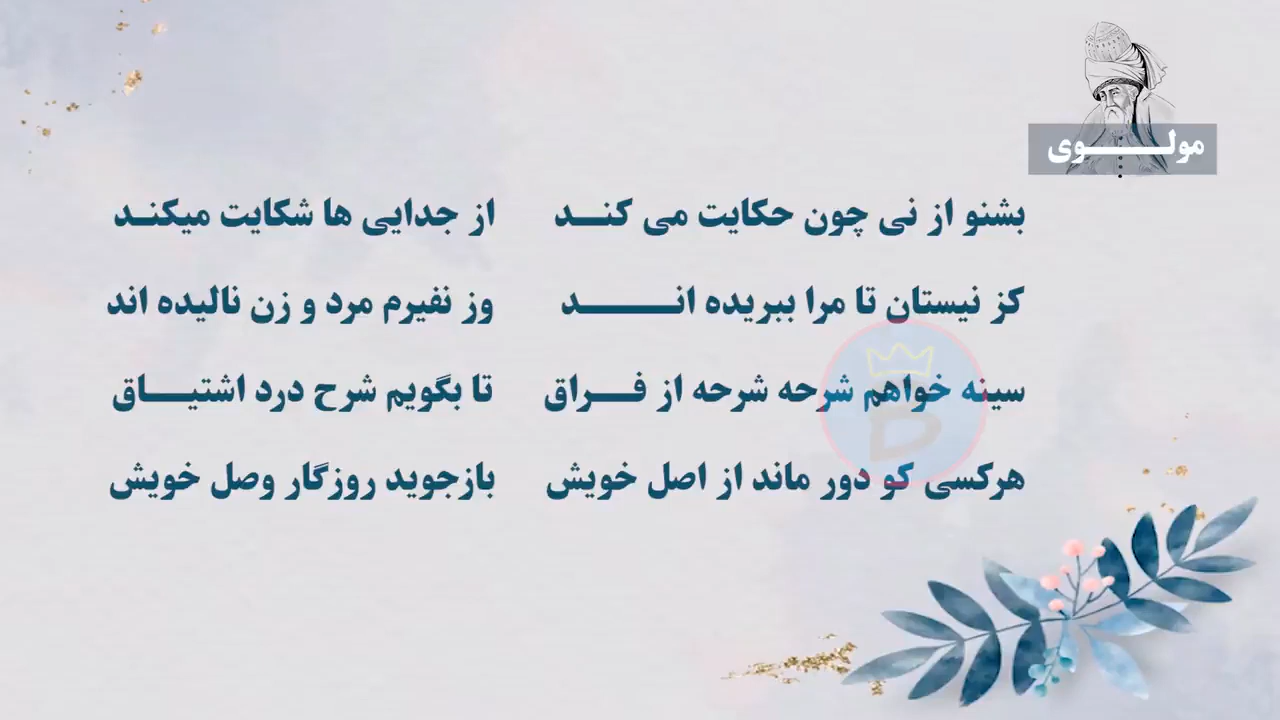 مولوی
بشنو از نی چون حکایت می کند از جدایی ها شکایت میکند
کز نیستان تا مرا ببریده اند وز نفیرم مرد و زن نالیده اند
سینه خواهم شرحه شرحه از فراق تا بگویم شرح درد اشتیاق
هرکسی کو دور ماند از اصل خویش بازجوید روزگار وصل خویش
B